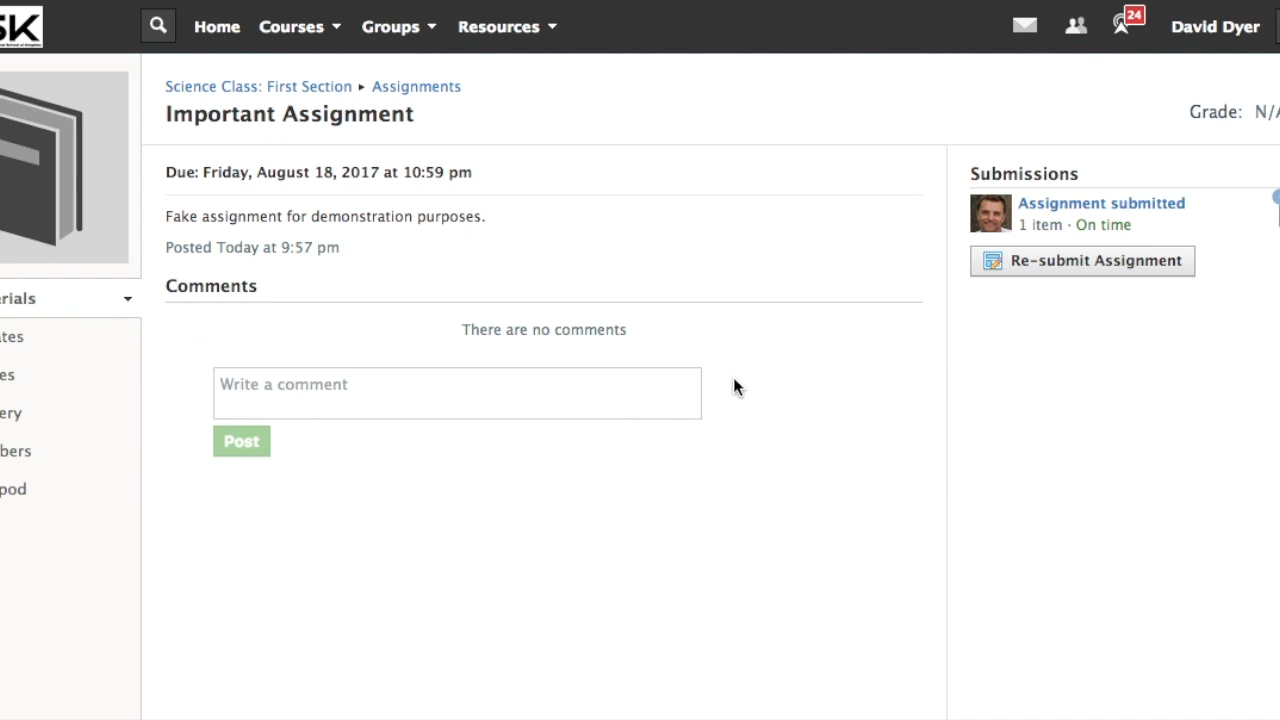 SK
Home Courses Groups Resources 24 David Dyer
Science Class: First Section ▸ Assignments
Important Assignment
Grade: N/A
Due: Friday, August 18, 2017 at 10:59 pm
Fake assignment for demonstration purposes.
Posted Today at 9:57 pm
Comments
There are no comments
Write a comment
Post
Submissions
Assignment submitted
1 item · On time
Re-submit Assignment
erials
ates
es
ery
bers
pod